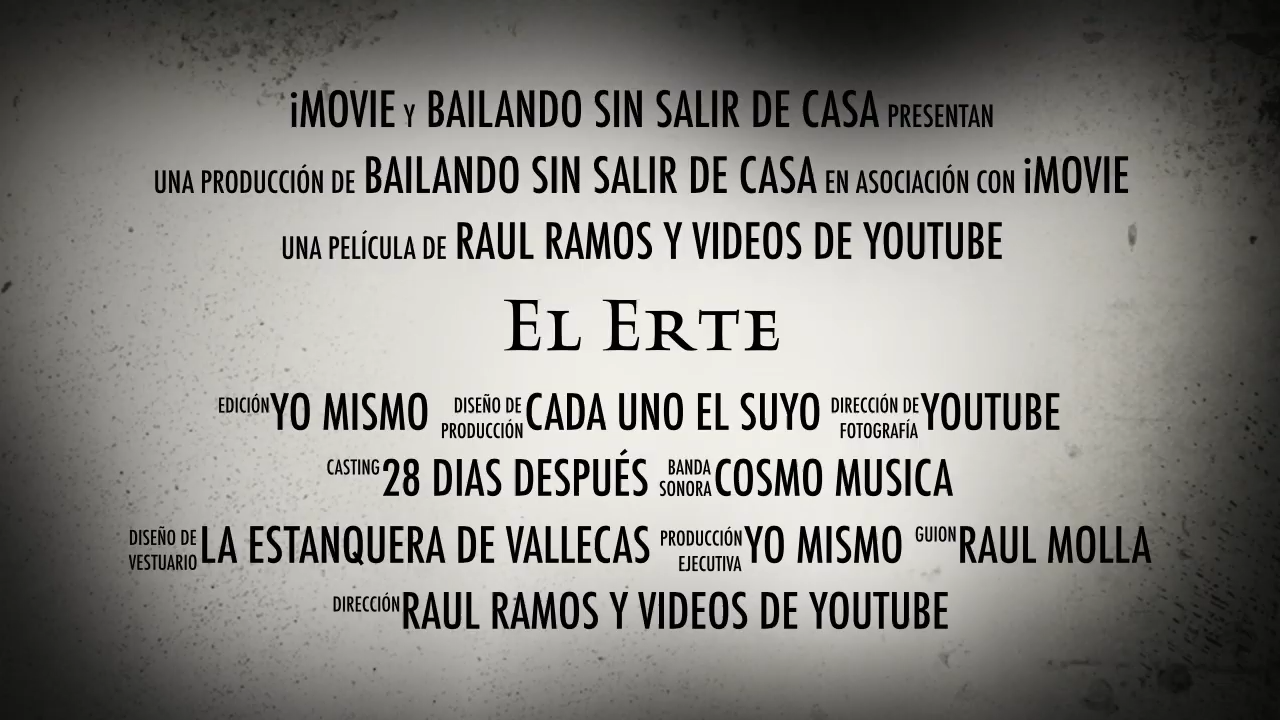 iMOVIE Y BAILANDO SIN SALIR DE CASA PRESENTAN
UNA PRODUCCIÓN DE BAILANDO SIN SALIR DE CASA EN ASOCIACIÓN CON iMOVIE
UNA PELÍCULA DE RAUL RAMOS Y VIDEOS DE YOUTUBE
EL ERTE
EDICIÓN YO MISMO DISEÑO DE PRODUCCIÓN CADA UNO EL SUYO DIRECCIÓN DE FOTOGRAFÍA YOUTUBE
CASTING 28 DIAS DESPUÉS BANDA SONORA COSMO MUSICA
DISEÑO DE VESTUARIO LA ESTANQUERA DE VALLECAS PRODUCCIÓN EJECUTIVA YO MISMO GUION RAUL MOLLA
DIRECCIÓN RAUL RAMOS Y VIDEOS DE YOUTUBE